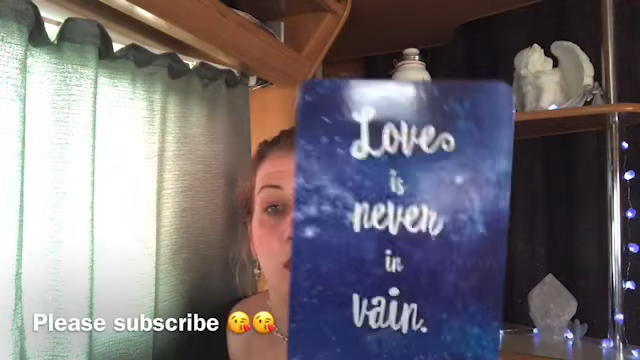 Love
is
never
in
vain.
Please subscribe 😘😘